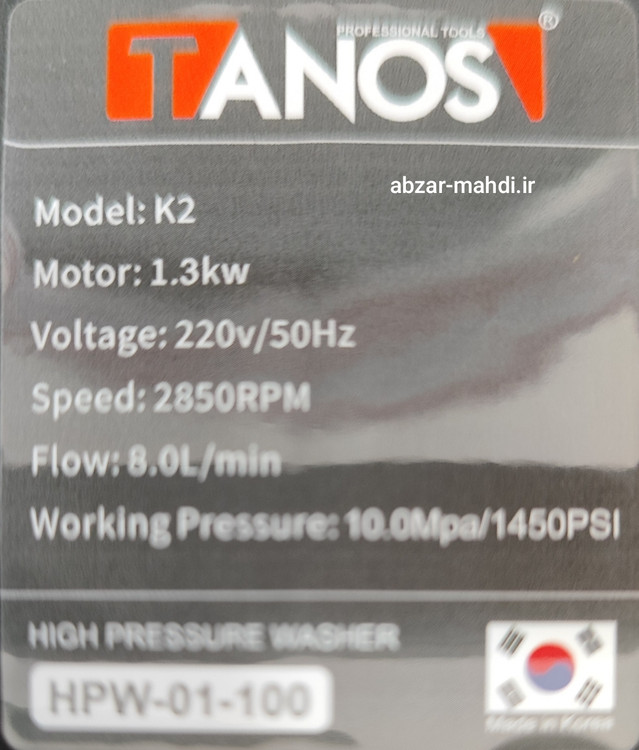 PROFESSIONAL TOOLS
®
TANOS
abzar-mahdi.ir
Model: K2
Motor: 1.3kw
Voltage: 220v/50Hz
Speed: 2850RPM
Flow: 8.0L/min
Working Pressure: 10.0Mpa/1450PSI
HIGH PRESSURE WASHER
HPW-01-100
Made in Korea